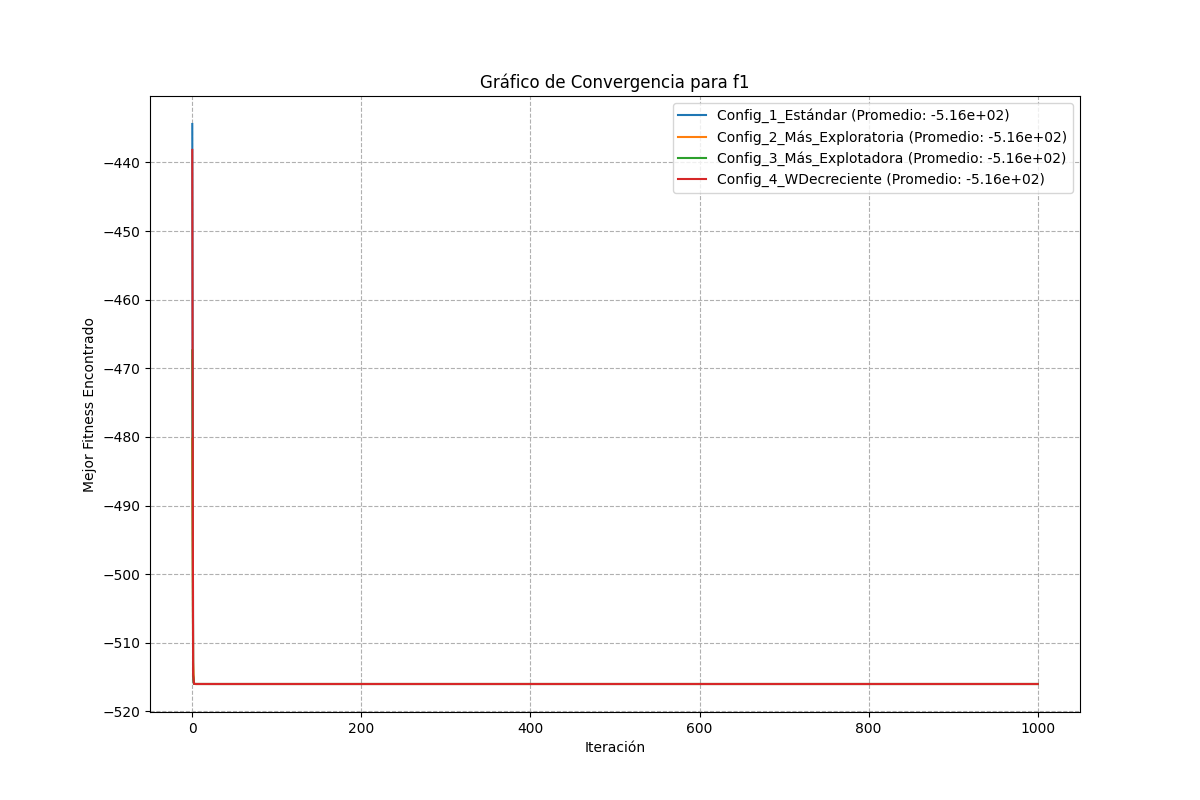 Gráfico de Convergencia para f1
Config_1_Estándar (Promedio: -5.16e+02)
Config_2_Más_Exploratoria (Promedio: -5.16e+02)
Config_3_Más_Explotadora (Promedio: -5.16e+02)
Config_4_WDecreciente (Promedio: -5.16e+02)
Mejor Fitness Encontrado
−440
−450
−460
−470
−480
−490
−500
−510
−520
0
200
400
600
800
1000
Iteración